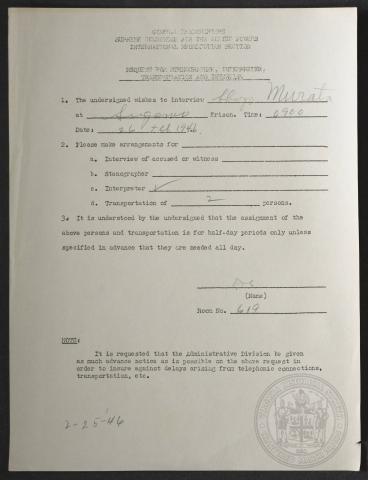 GENERAL HEADQUARTERS
SUPREME COMMANDER FOR THE ALLIED POWERS
INTERNATIONAL PROSECUTION SECTION
REQUEST FOR STENOGRAPHER, INTERPRETER,
TRANSPORTATION AND INTERVIEW
1. The undersigned wishes to interview Murata
at Sugamo Prison. Time: 0900
Date: 26 Feb 1946.
2. Please make arrangements for
a. Interview of accused or witness
b. Stenographer
c. Interpreter ✓
d. Transportation of 2 persons.
3. It is understood by the undersigned that the assignment of the
above persons and transportation is for half-day periods only unless
specified in advance that they are needed all day.
(Name)
Room No. 619
NOTE:
It is requested that the Administrative Division be given
as much advance notice as is possible on the above request in
order to insure against delays arising from telephonic connections,
transportation, etc.
2-25-46